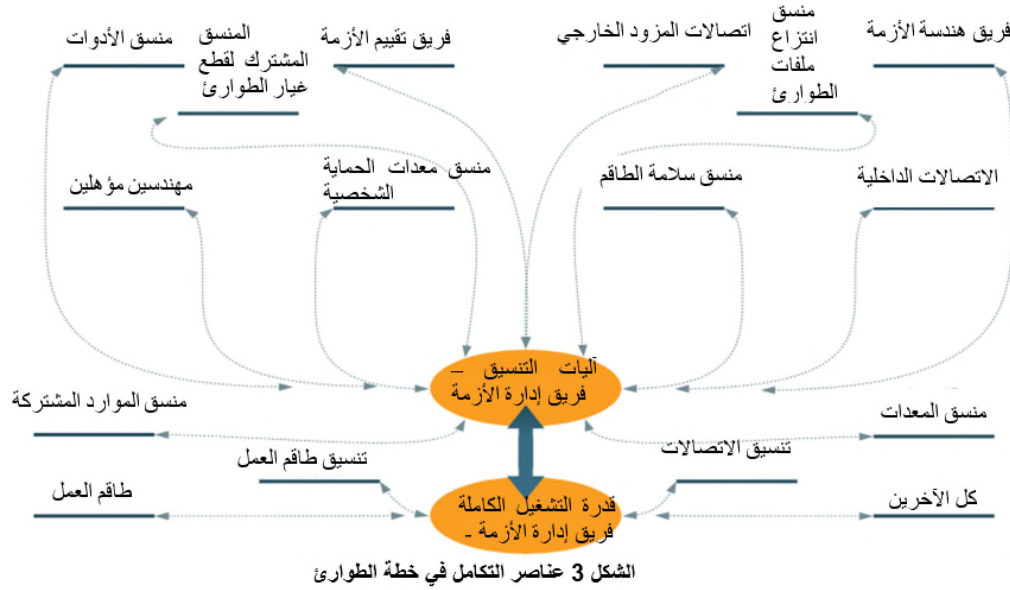 فريق هندسة الأزمة
منسق
انتزاع
ملفات
الطوارئ
اتصالات المزود الخارجي
فريق تقييم الأزمة
المنسق
المشترك لقطع
غيار الطوارئ
منسق الأدوات
الاتصالات الداخلية
منسق سلامة الطاقم
منسق معدات الحماية
الشخصية
مهندسين مؤهلين
آليات التنسيق –
فريق إدارة الأزمة
منسق المعدات
منسق الموارد المشتركة
تنسيق الاتصالات
تنسيق طاقم العمل
كل الآخرين
قدرة التشغيل الكاملة
فريق إدارة الأزمة -
طاقم العمل
الشكل 3 عناصر التكامل في خطة الطوارئ